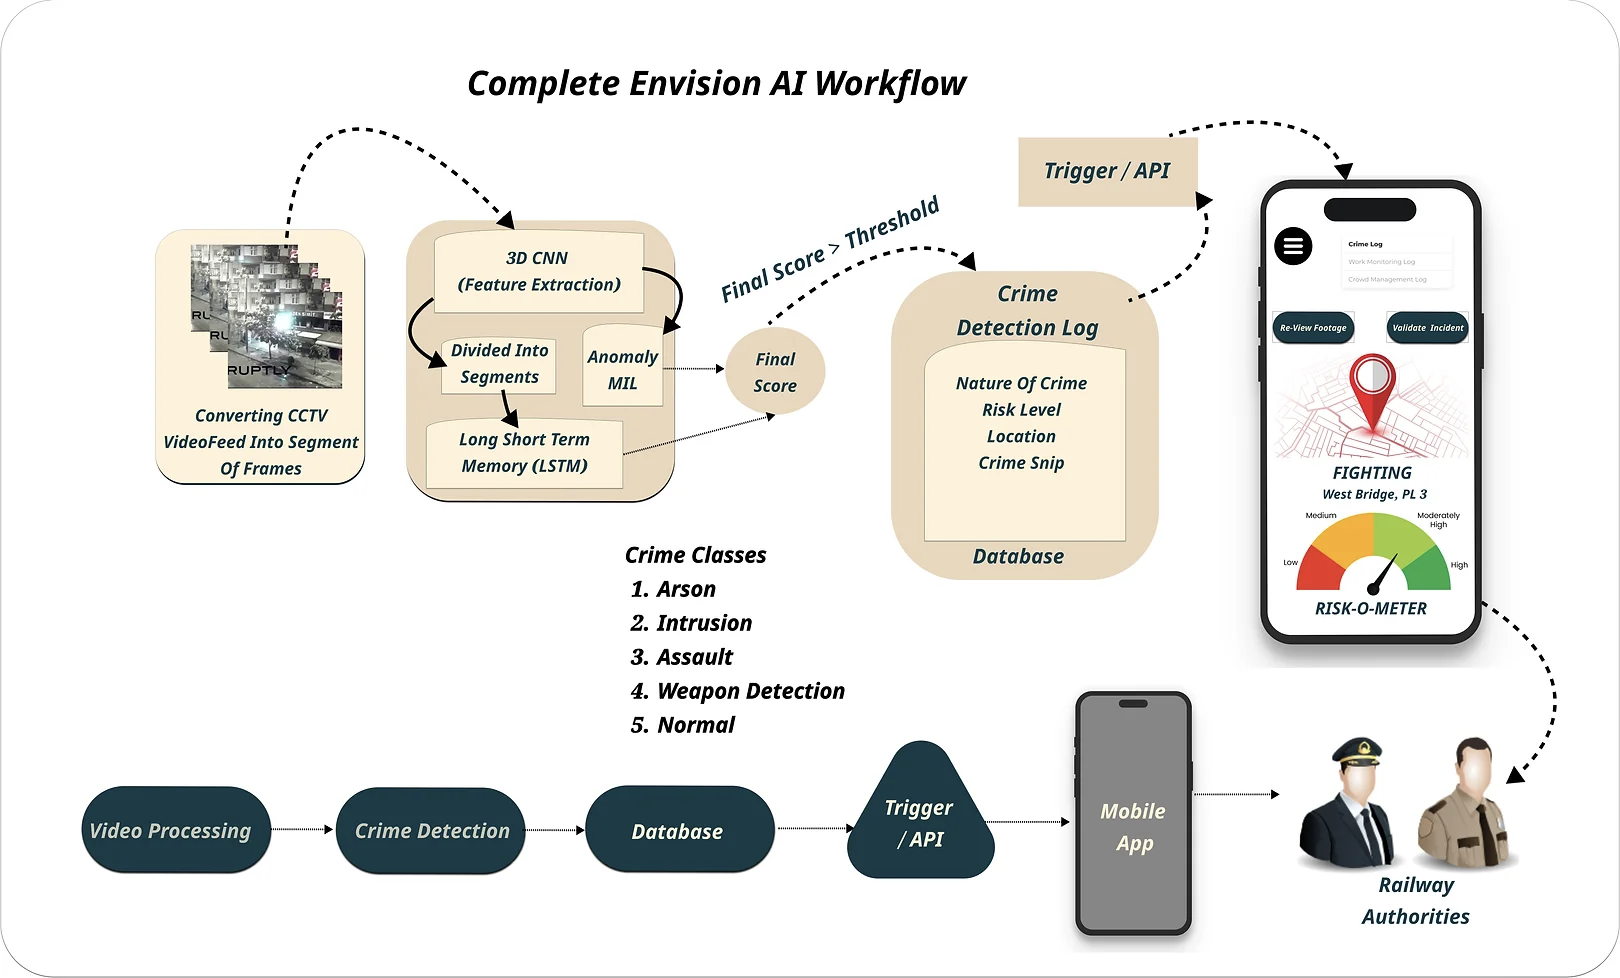 Complete Envision AI Workflow
RUPTLY
Converting CCTV
VideoFeed Into Segment
Of Frames
3D CNN
(Feature Extraction)
Divided Into
Segments
Anomaly
MIL
Long Short Term
Memory (LSTM)
Final
Score
Final Score > Threshold
Crime
Detection Log
Nature Of Crime
Risk Level
Location
Crime Snip
Database
Trigger / API
Crime Log
Work Monitoring Log
Crowd Management Log
Re-View Footage
Validate Incident
FIGHTING
West Bridge, PL 3
Medium
Moderately
High
Low
High
RISK-O-METER
Crime Classes
1. Arson
2. Intrusion
3. Assault
4. Weapon Detection
5. Normal
Video Processing
Crime Detection
Database
Trigger
/ API
Mobile
App
Railway
Authorities